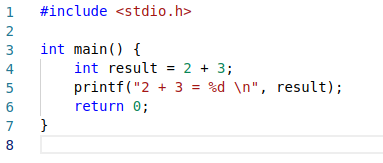 1 #include <stdio.h>
2
3 int main() {
4     int result = 2 + 3;
5     printf("2 + 3 = %d \n", result);
6     return 0;
7 }
8